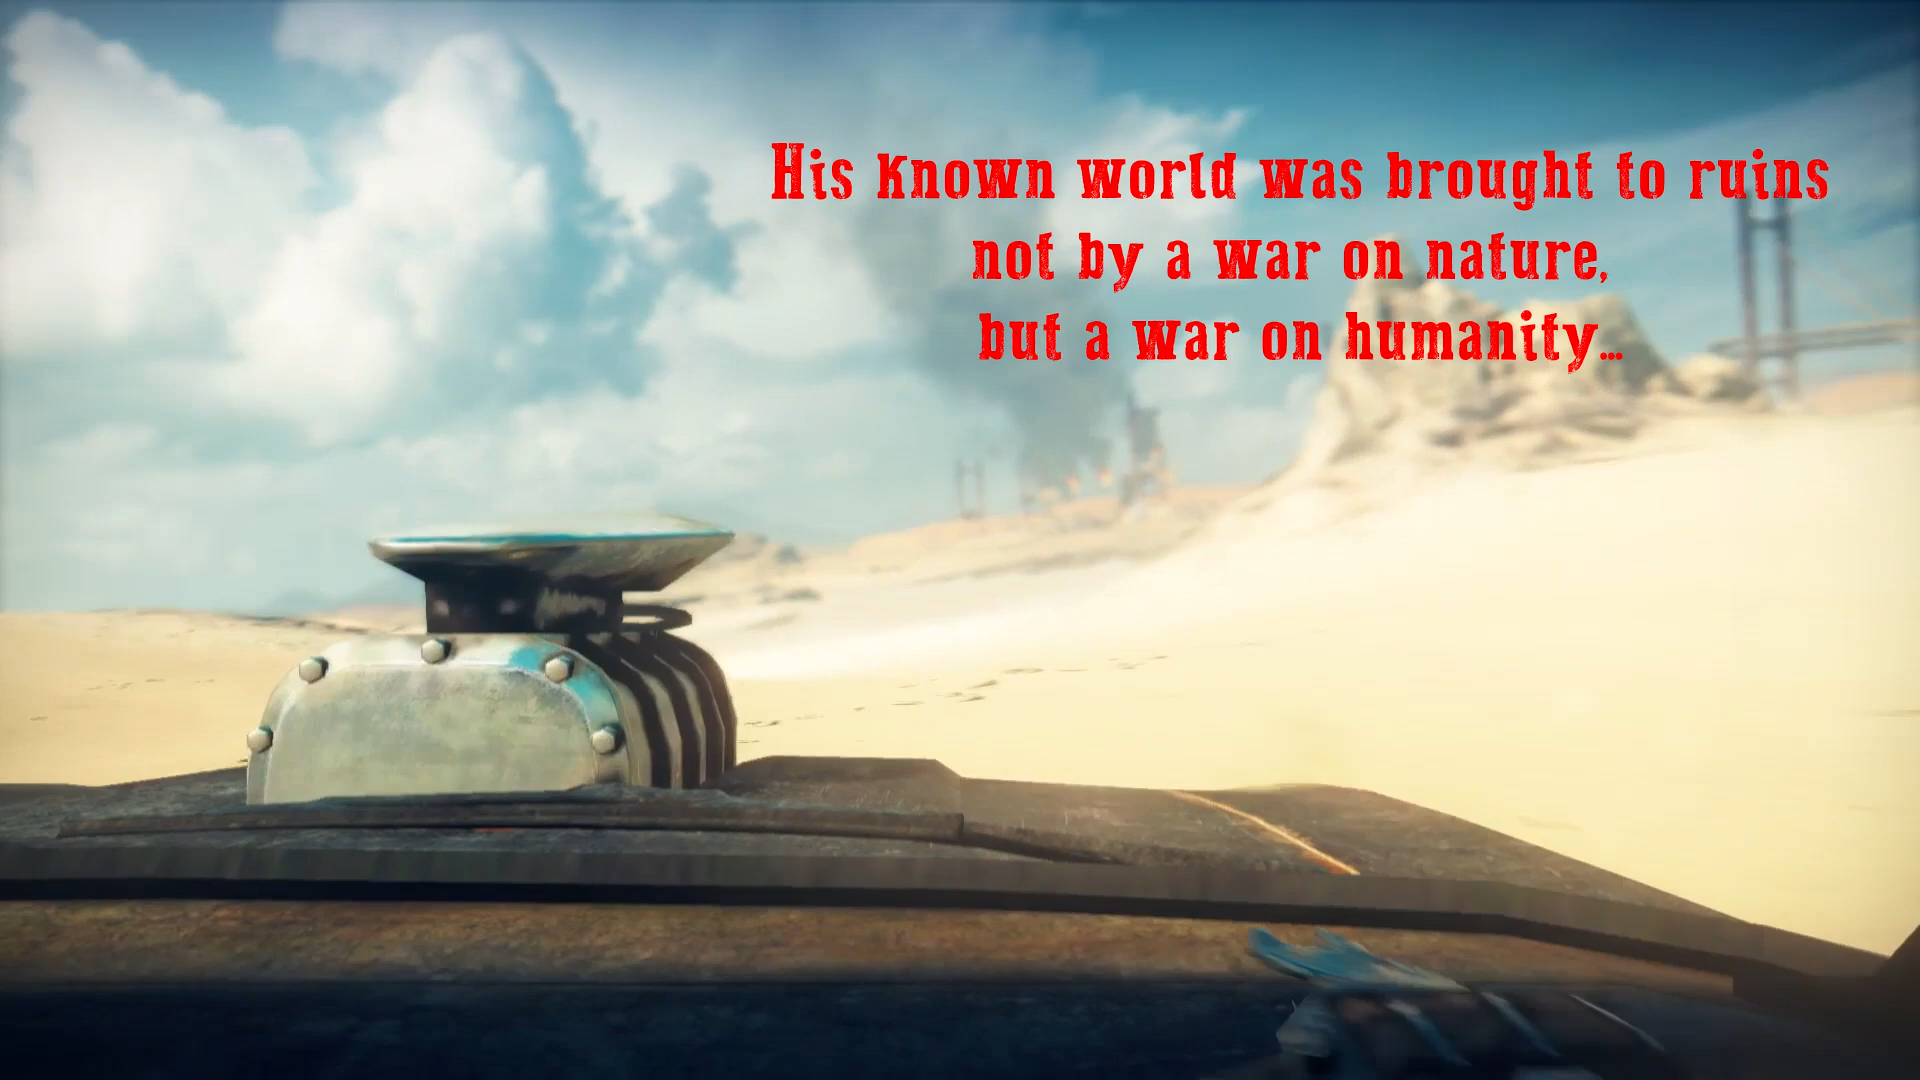 His known world was brought to ruins
not by a war on nature,
but a war on humanity...